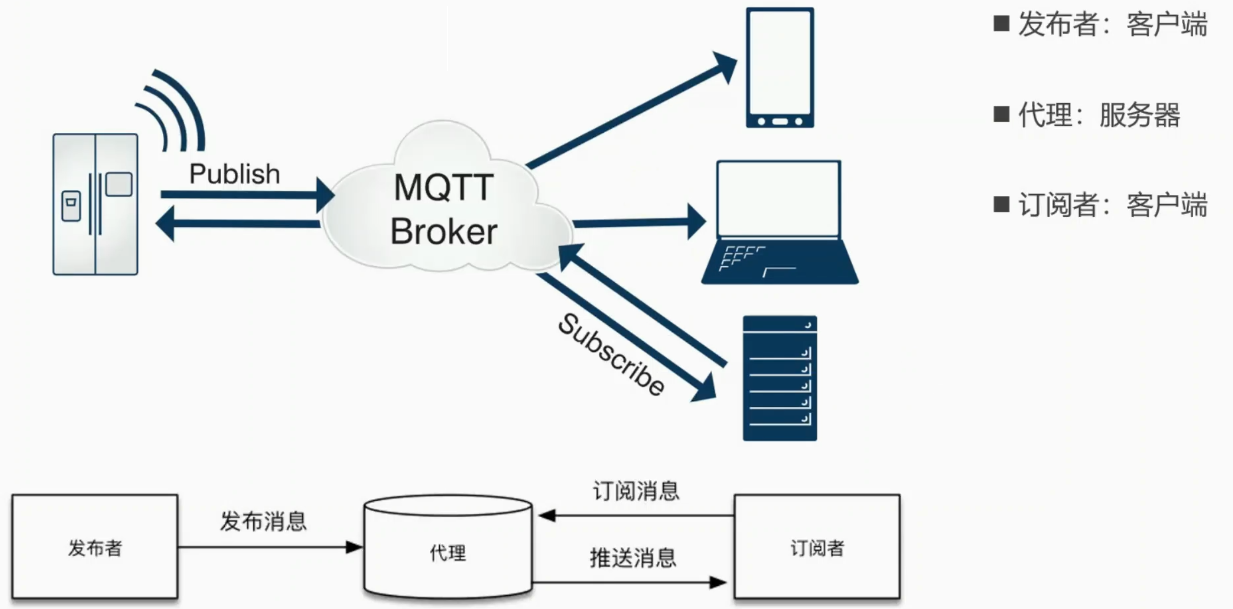 ■ 发布者：客户端
■ 代理：服务器
■ 订阅者：客户端
Publish
MQTT
Broker
Subscribe
发布者
发布消息
代理
订阅消息
推送消息
订阅者